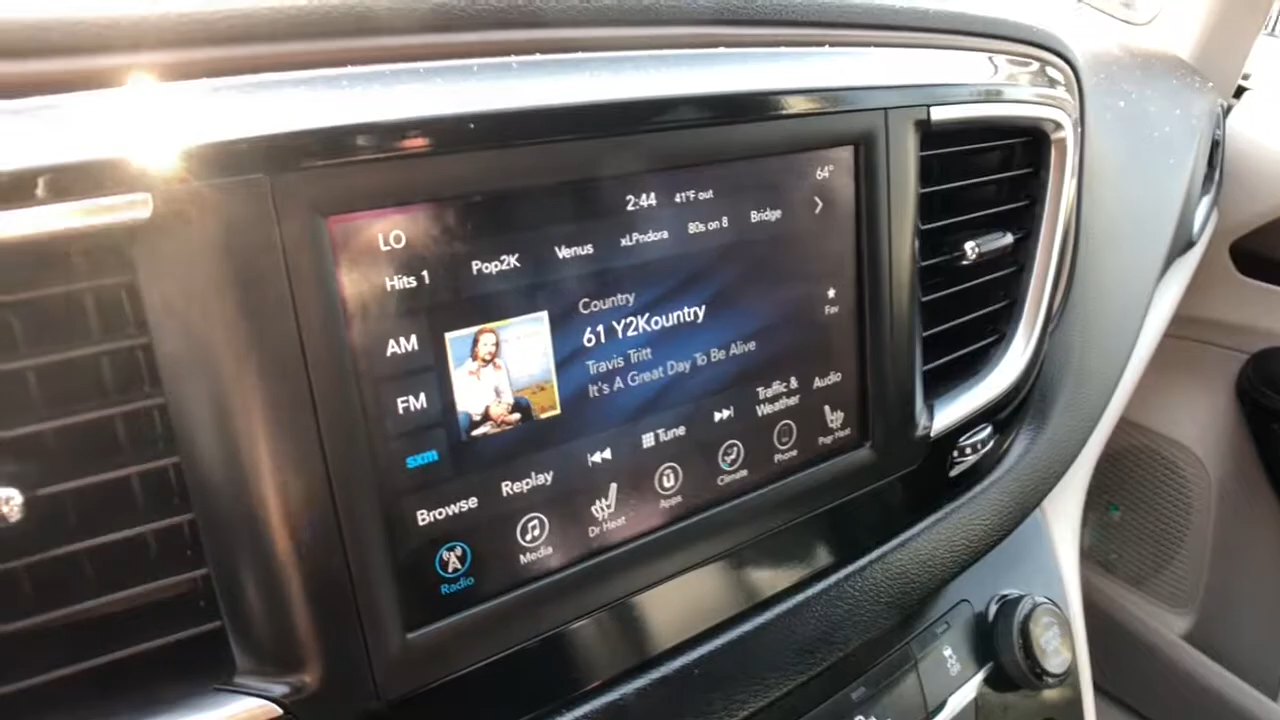 2:44 41°F out 64°
LO
Hits 1 Pop2K Venus xLPndora 80s on 8 Bridge
Country
61 Y2Kountry
Travis Tritt
It's A Great Day To Be Alive
Fav
AM
FM
sxm
Browse Replay Tune Traffic & Weather Audio
Radio Media Dr Heat Apps Climate Phone Psgr Heat
OFF